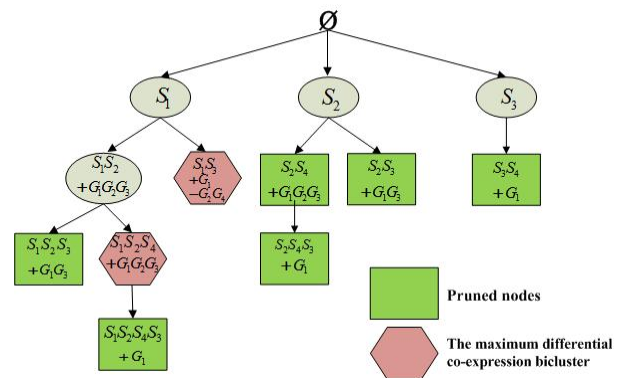 Ø
S₁
S₂
S₃
S₁S₂
+G₁G₂G₃
S₁S₃
+G₁
−G₂G₄
S₂S₄
+G₁G₂G₃
S₂S₃
+G₁G₃
S₃S₄
+G₁
S₁S₂S₃
+G₁G₃
S₁S₂S₄
+G₁G₂G₃
S₂S₄S₃
+G₁
S₁S₂S₄S₃
+G₁
Pruned nodes
The maximum differential
co-expression bicluster